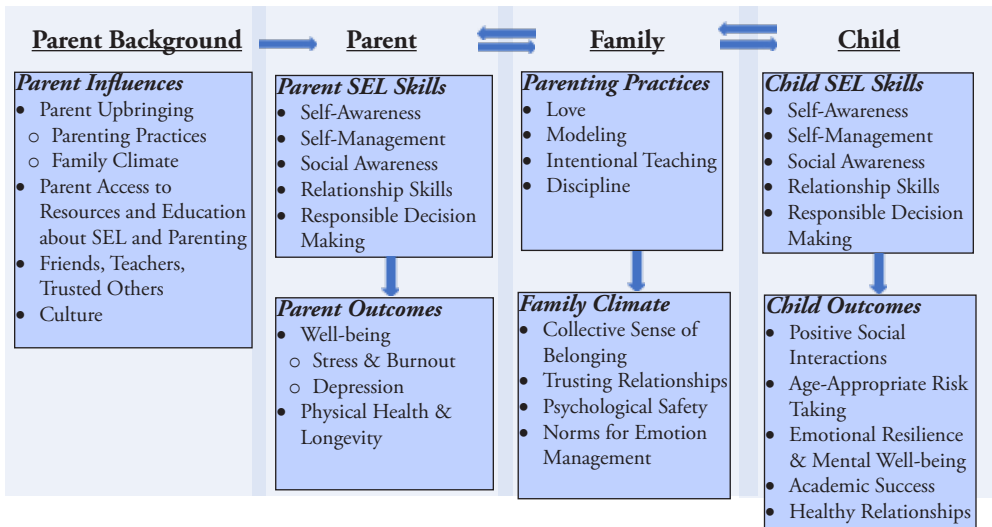 Parent Background
Parent
Family
Child
Parent Influences
• Parent Upbringing
o Parenting Practices
o Family Climate
• Parent Access to
Resources and Education
about SEL and Parenting
• Friends, Teachers,
Trusted Others
• Culture
Parent SEL Skills
• Self-Awareness
• Self-Management
• Social Awareness
• Relationship Skills
• Responsible Decision
Making
Parent Outcomes
• Well-being
o Stress & Burnout
o Depression
• Physical Health &
Longevity
Parenting Practices
• Love
• Modeling
• Intentional Teaching
• Discipline
Family Climate
• Collective Sense of
Belonging
• Trusting Relationships
• Psychological Safety
• Norms for Emotion
Management
Child SEL Skills
• Self-Awareness
• Self-Management
• Social Awareness
• Relationship Skills
• Responsible Decision
Making
Child Outcomes
• Positive Social
Interactions
• Age-Appropriate Risk
Taking
• Emotional Resilience
& Mental Well-being
• Academic Success
• Healthy Relationships